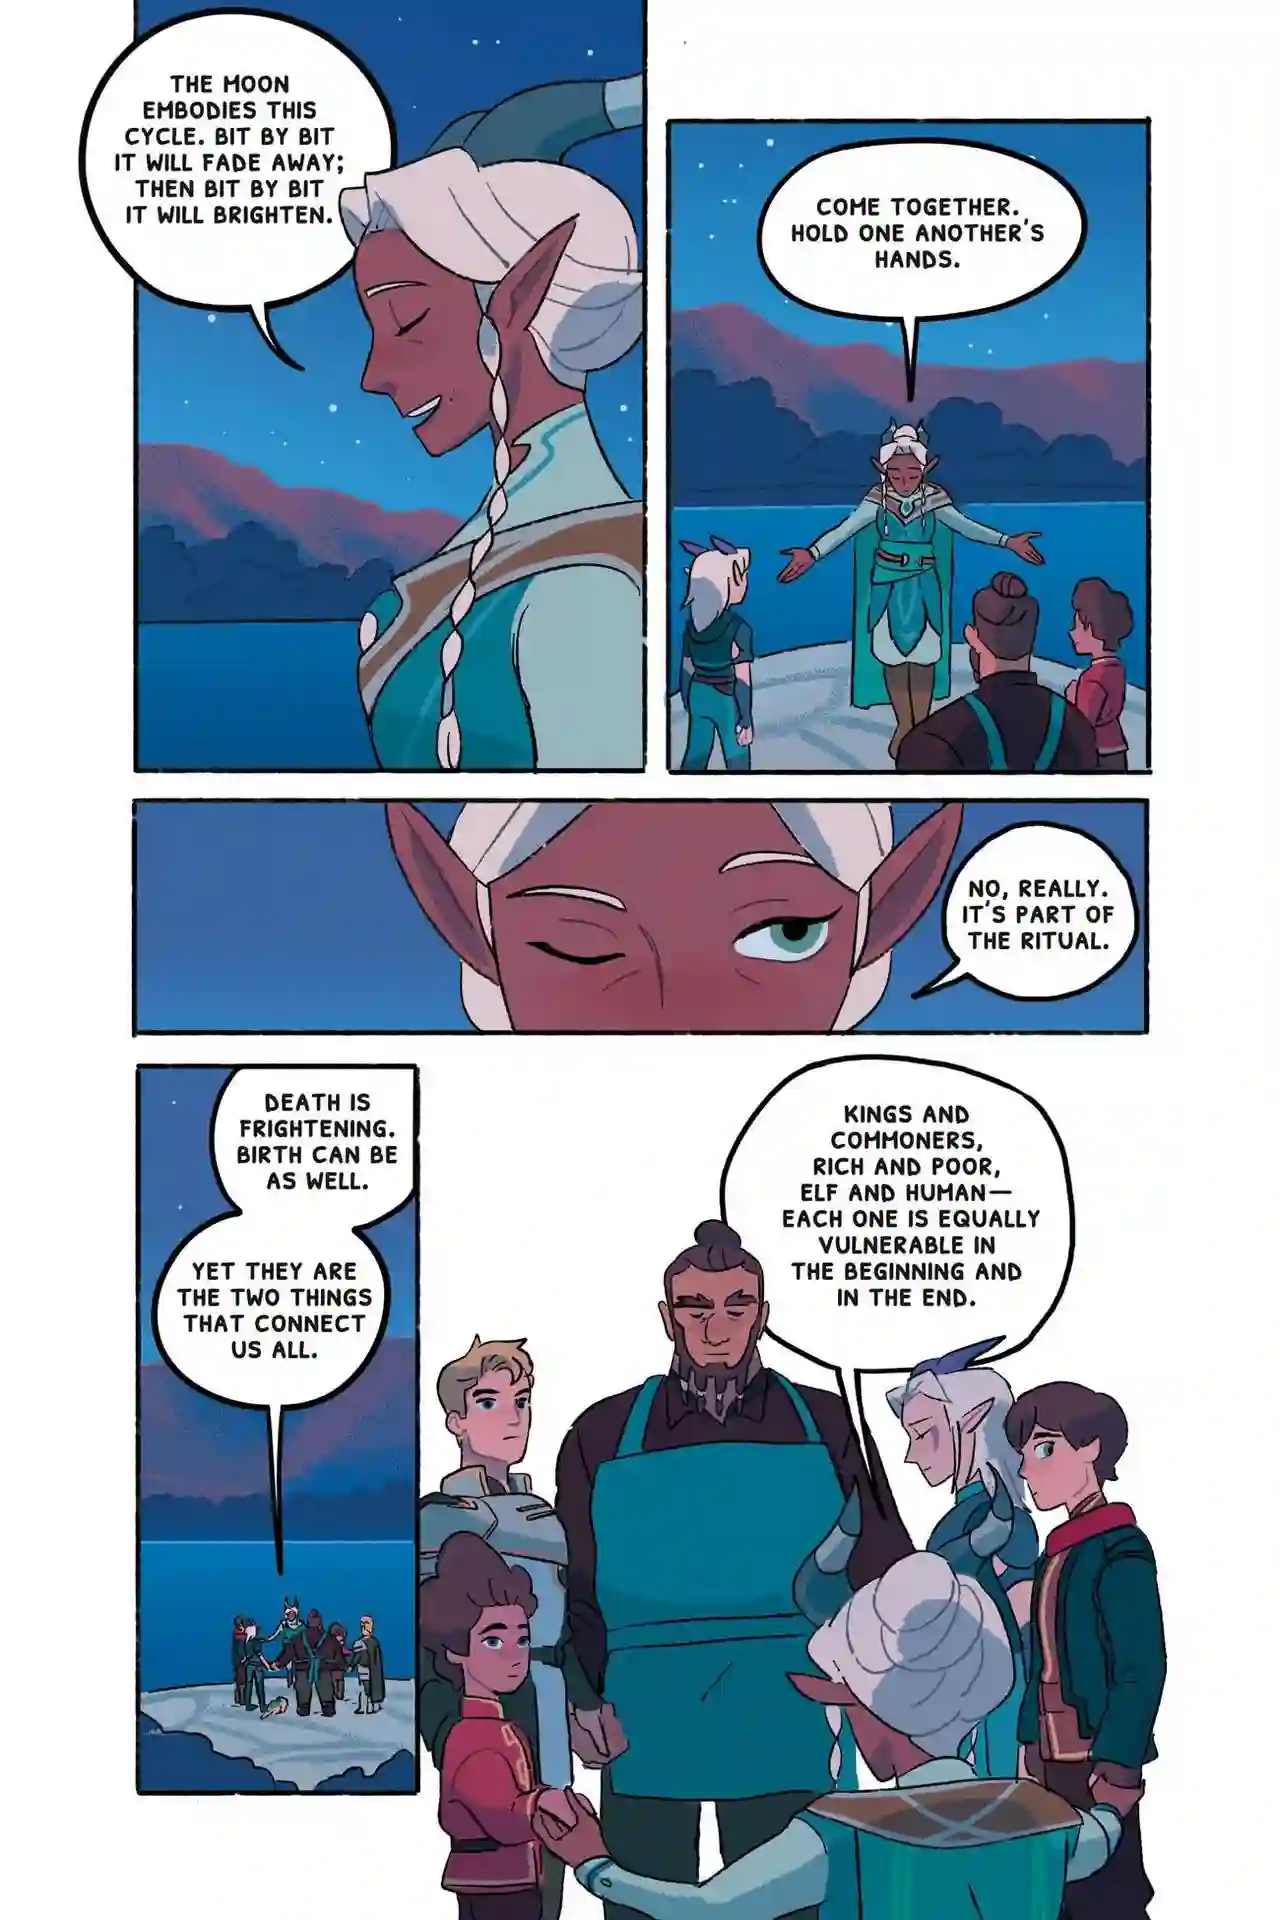 THE MOON
EMBODIES THIS
CYCLE. BIT BY BIT
IT WILL FADE AWAY;
THEN BIT BY BIT
IT WILL BRIGHTEN.
COME TOGETHER.
HOLD ONE ANOTHER'S
HANDS.
NO, REALLY.
IT'S PART OF
THE RITUAL.
DEATH IS
FRIGHTENING.
BIRTH CAN BE
AS WELL.
YET THEY ARE
THE TWO THINGS
THAT CONNECT
US ALL.
KINGS AND
COMMONERS,
RICH AND POOR,
ELF AND HUMAN—
EACH ONE IS EQUALLY
VULNERABLE IN
THE BEGINNING AND
IN THE END.